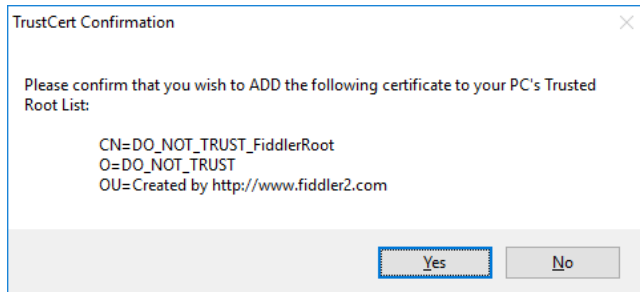 TrustCert Confirmation
Please confirm that you wish to ADD the following certificate to your PC's Trusted
Root List:
CN=DO_NOT_TRUST_FiddlerRoot
O=DO_NOT_TRUST
OU=Created by http://www.fiddler2.com
Yes
No